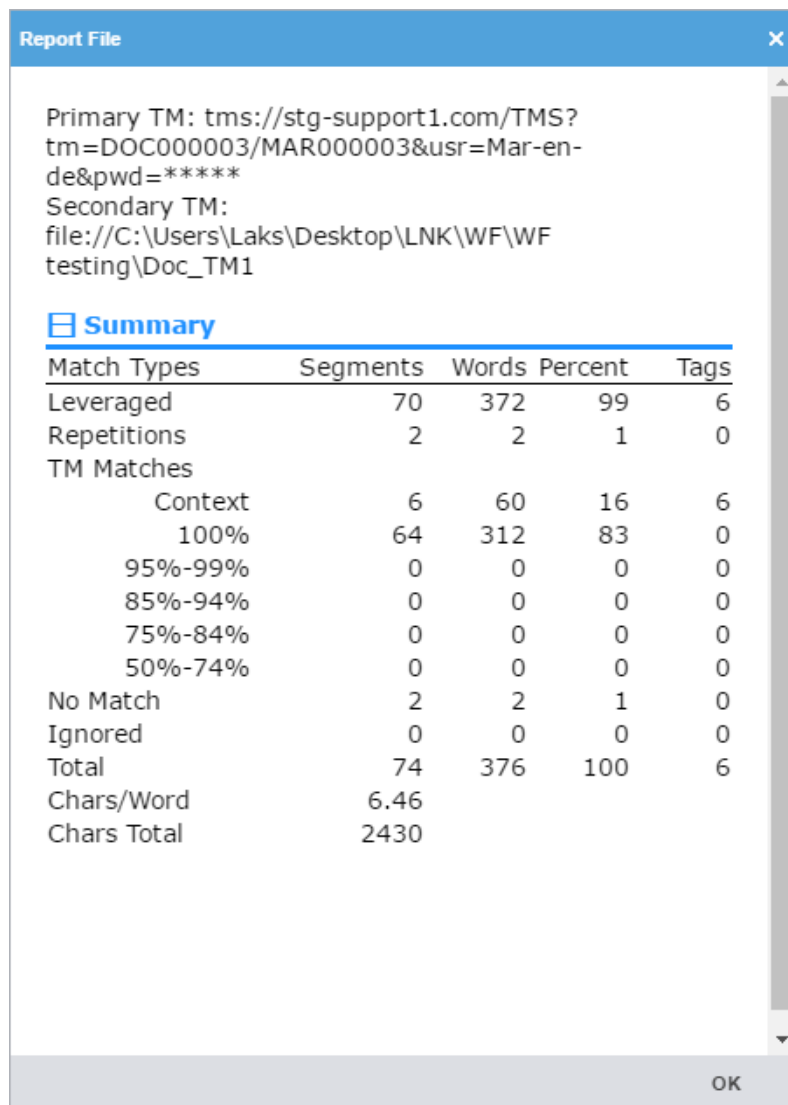 Report File
Primary TM: tms://stg-support1.com/TMS?
tm=DOC000003/MAR000003&usr=Mar-en-
de&pwd=*****
Secondary TM:
file://C:\Users\Laks\Desktop\LNK\WF\WF
testing\Doc_TM1
Summary
Match Types Segments Words Percent Tags
Leveraged 70 372 99 6
Repetitions 2 2 1 0
TM Matches
Context 6 60 16 6
100% 64 312 83 0
95%-99% 0 0 0 0
85%-94% 0 0 0 0
75%-84% 0 0 0 0
50%-74% 0 0 0 0
No Match 2 2 1 0
Ignored 0 0 0 0
Total 74 376 100 6
Chars/Word 6.46
Chars Total 2430
OK